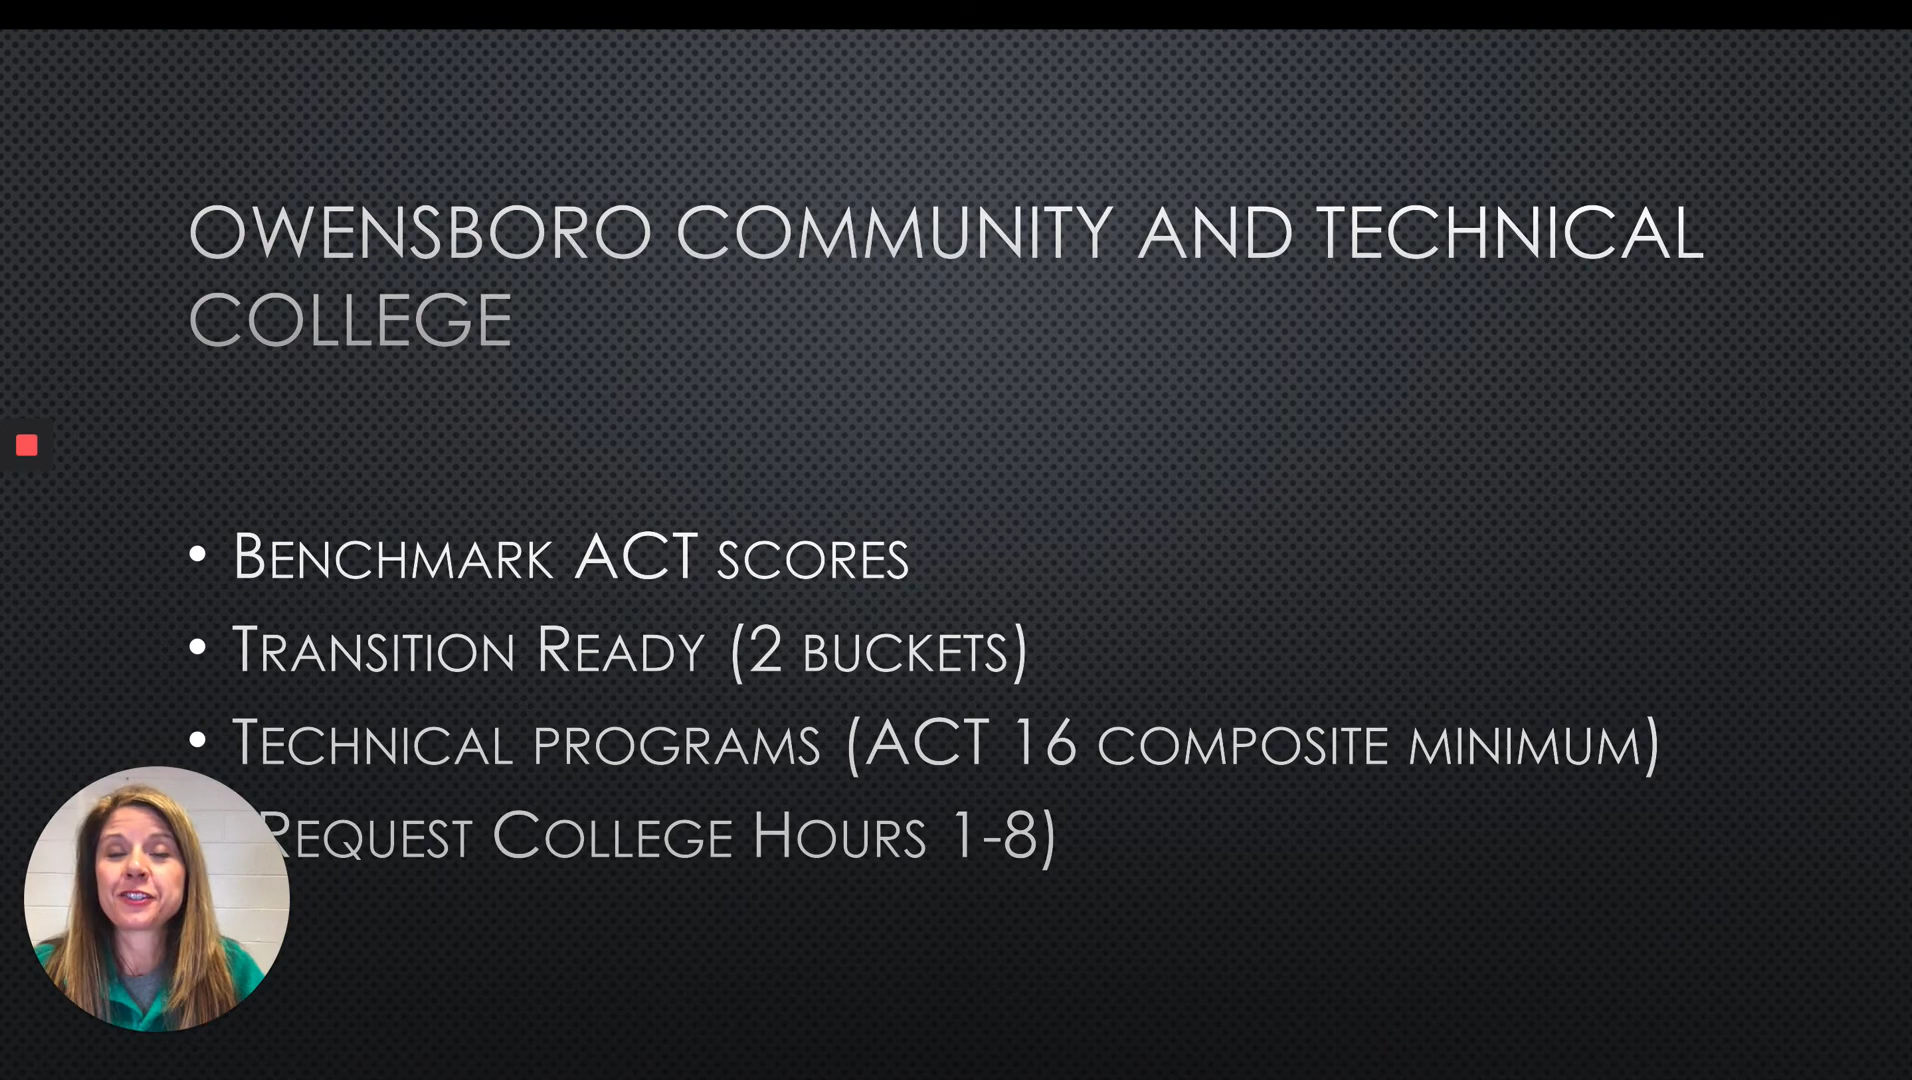 OWENSBORO COMMUNITY AND TECHNICAL
COLLEGE
• BENCHMARK ACT SCORES
• TRANSITION READY (2 BUCKETS)
• TECHNICAL PROGRAMS (ACT 16 COMPOSITE MINIMUM)
REQUEST COLLEGE HOURS 1-8)